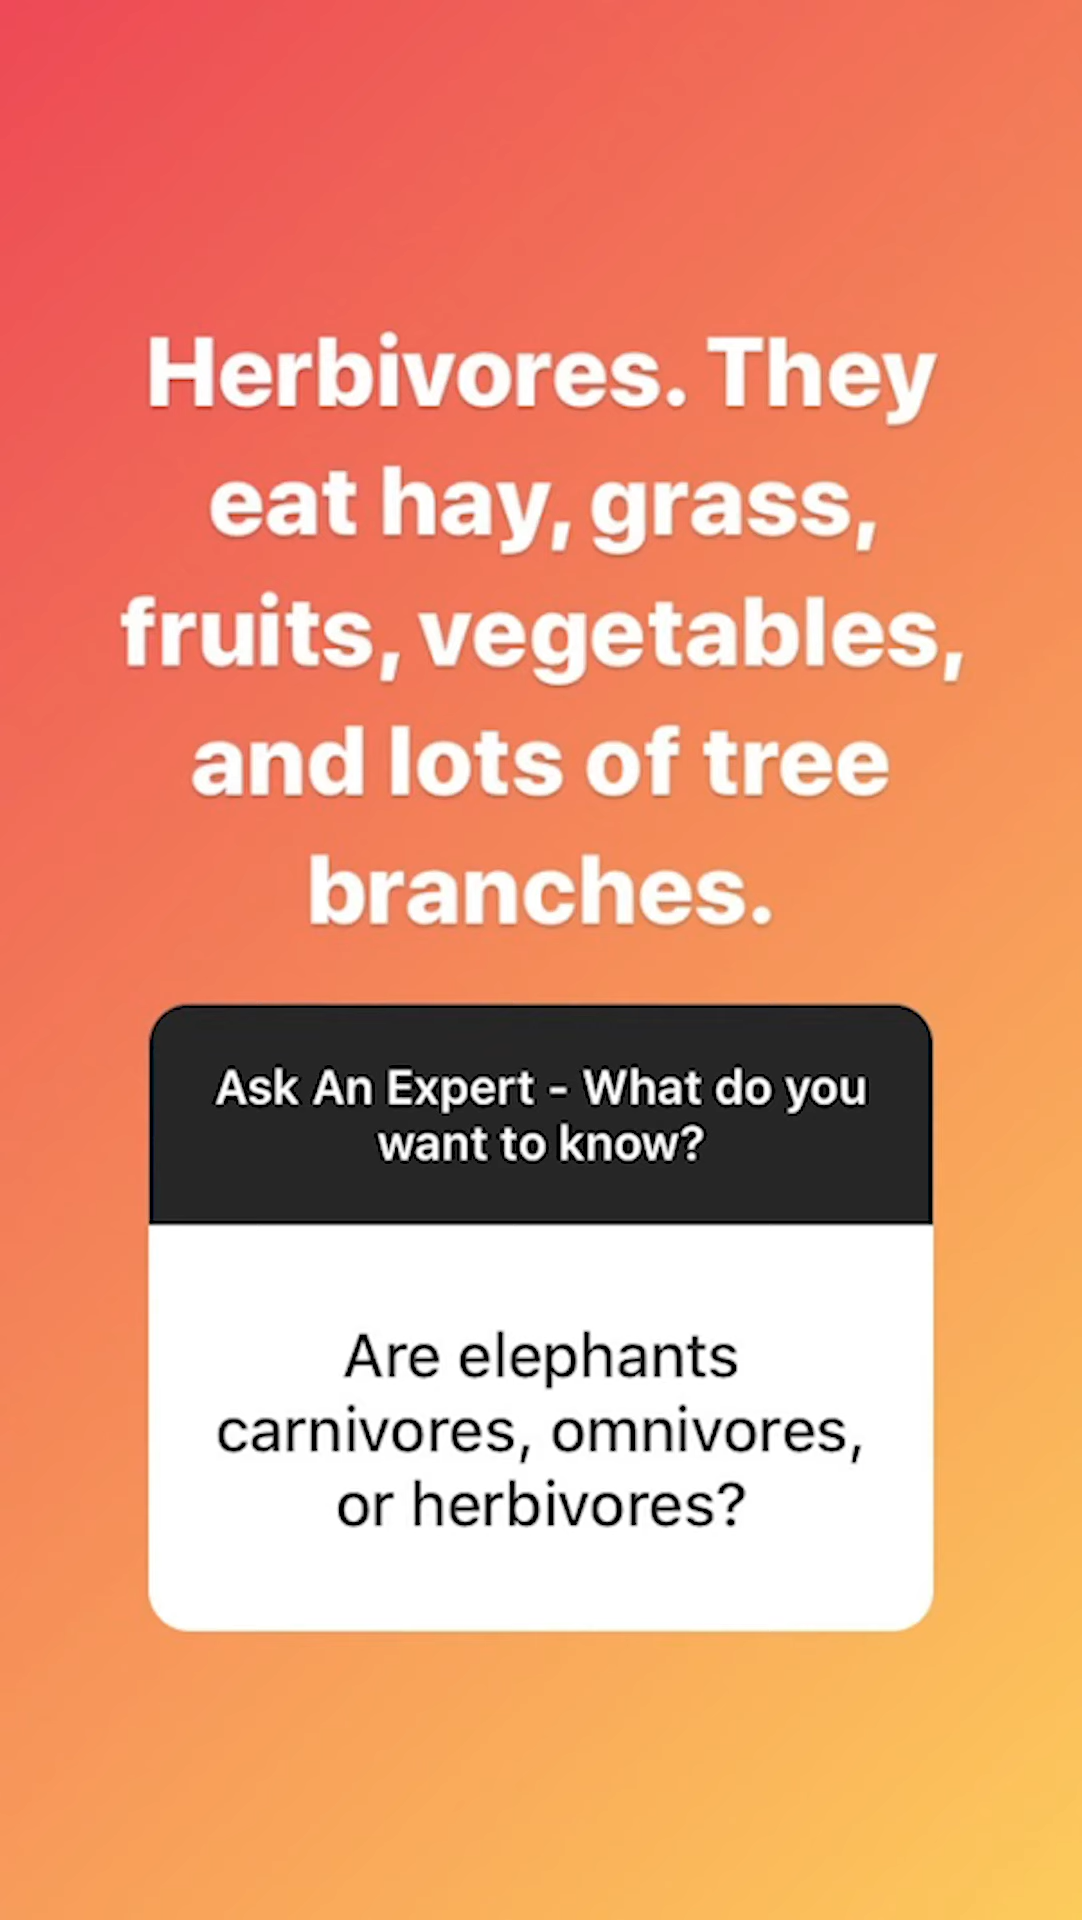 Herbivores. They
eat hay, grass,
fruits, vegetables,
and lots of tree
branches.
Ask An Expert - What do you
want to know?
Are elephants
carnivores, omnivores,
or herbivores?